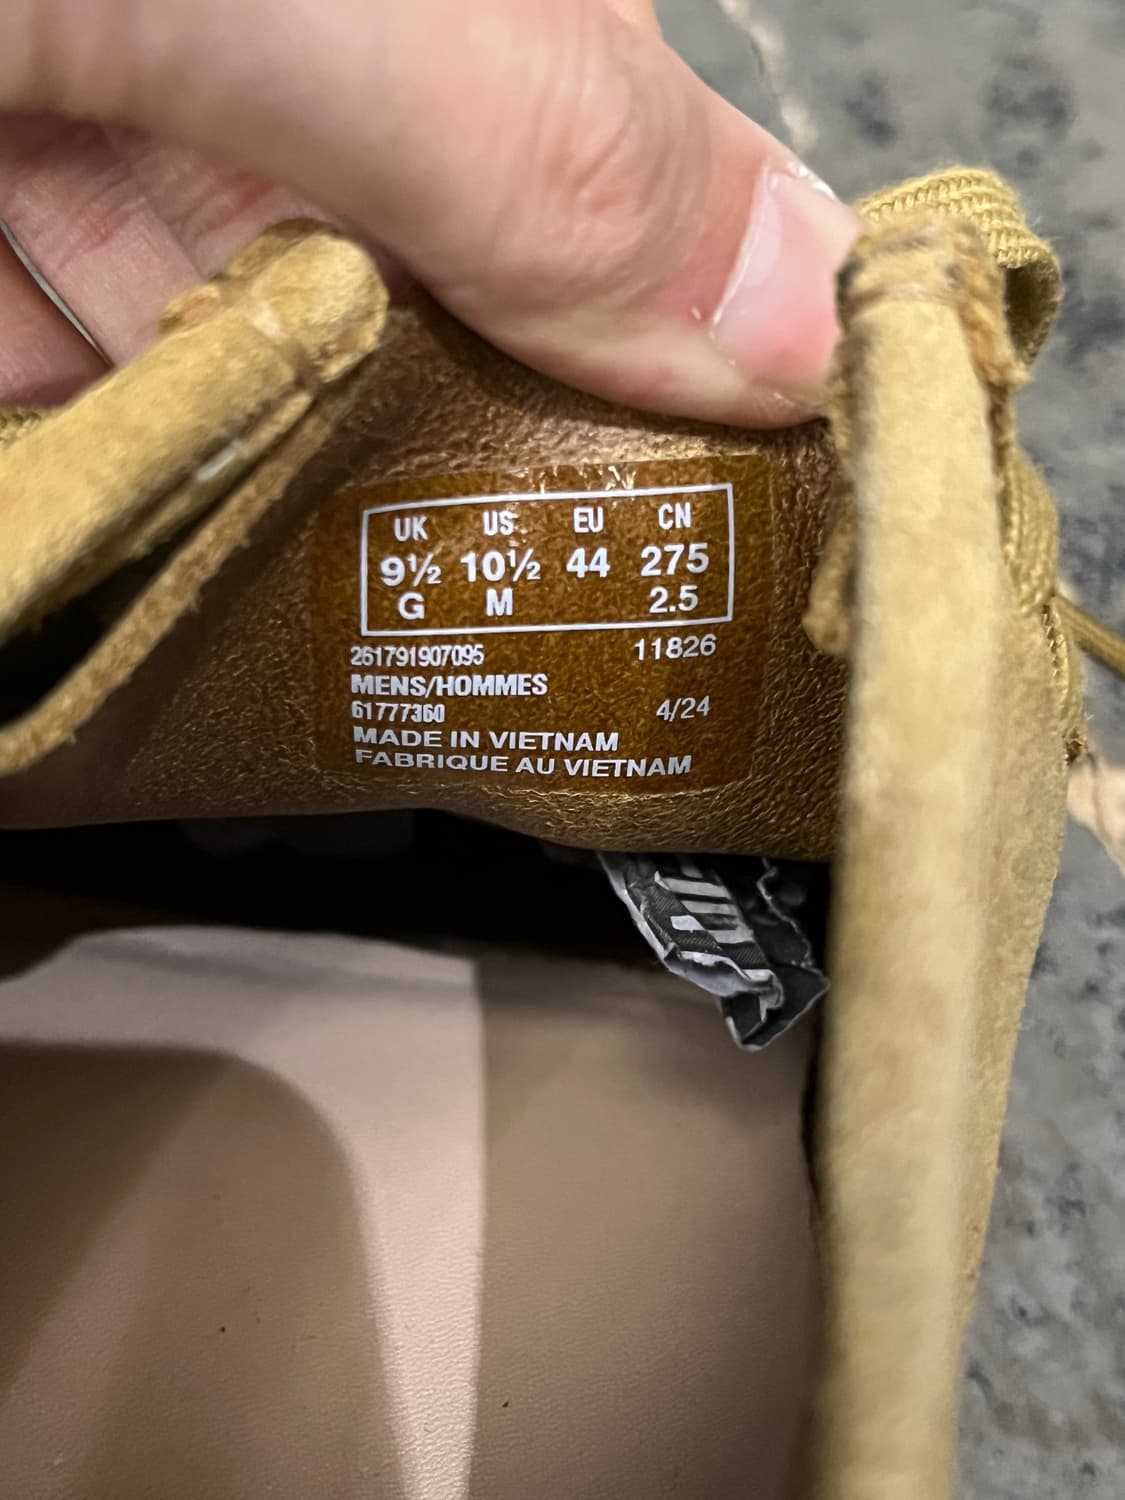 UK US EU CN
9½ 10½ 44 275
G M 2.5
261791907095 11826
MENS/HOMMES
61777360 4/24
MADE IN VIETNAM
FABRIQUE AU VIETNAM